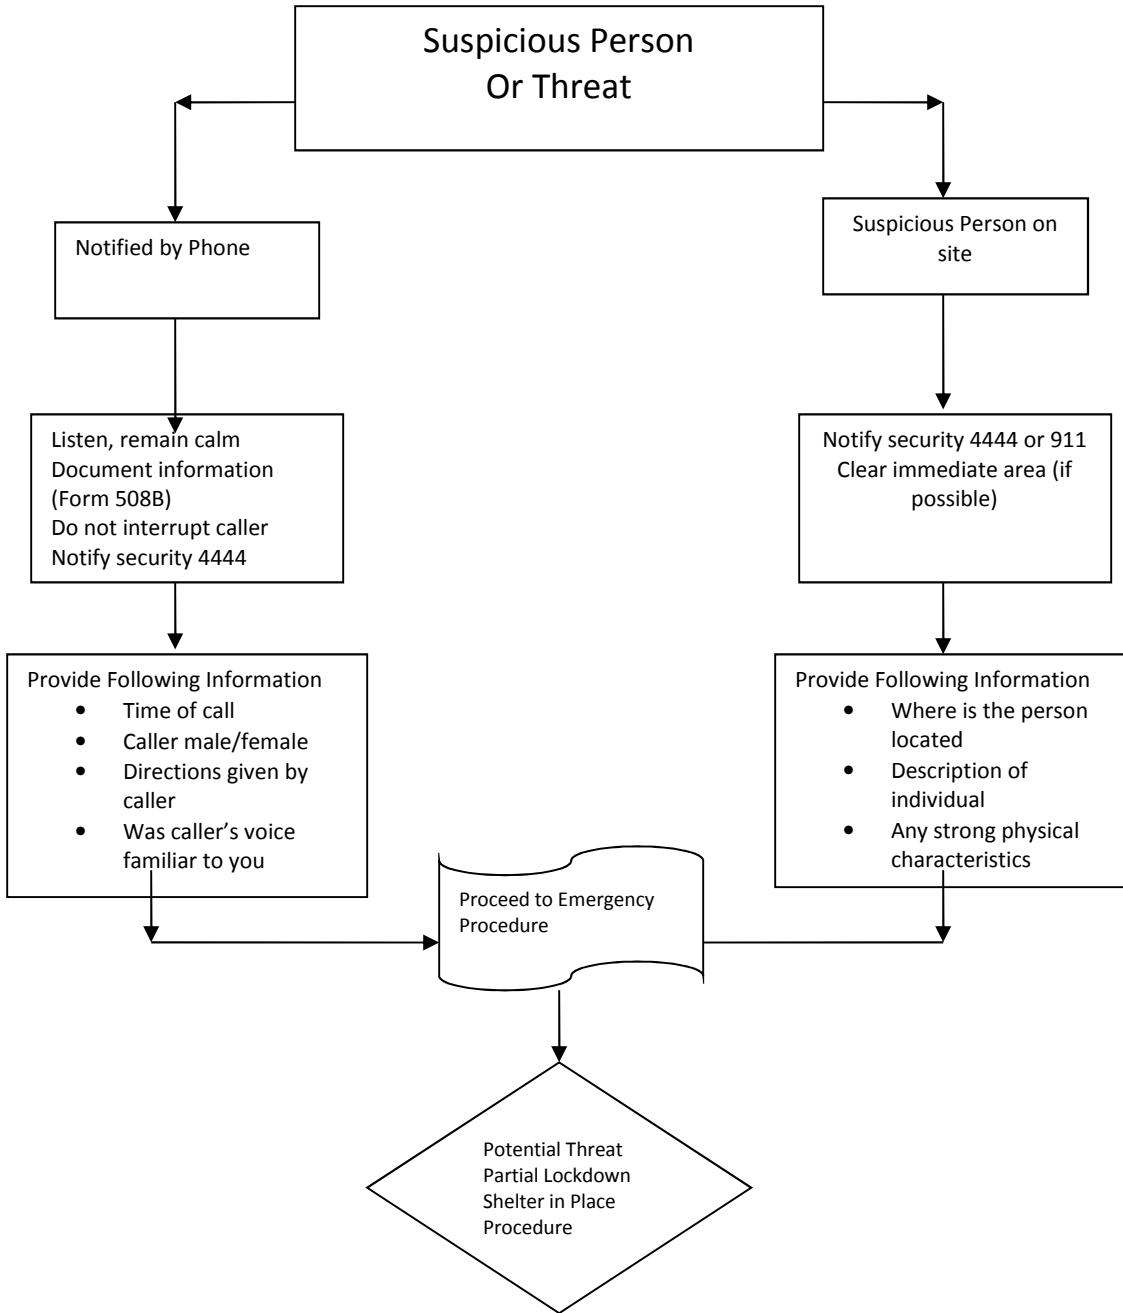 Suspicious Person
Or Threat
Notified by Phone
Suspicious Person on
site
Listen, remain calm
Document information
(Form 508B)
Do not interrupt caller
Notify security 4444
Notify security 4444 or 911
Clear immediate area (if
possible)
Provide Following Information
• Time of call
• Caller male/female
• Directions given by
caller
• Was caller’s voice
familiar to you
Provide Following Information
• Where is the person
located
• Description of
individual
• Any strong physical
characteristics
Proceed to Emergency
Procedure
Potential Threat
Partial Lockdown
Shelter in Place
Procedure